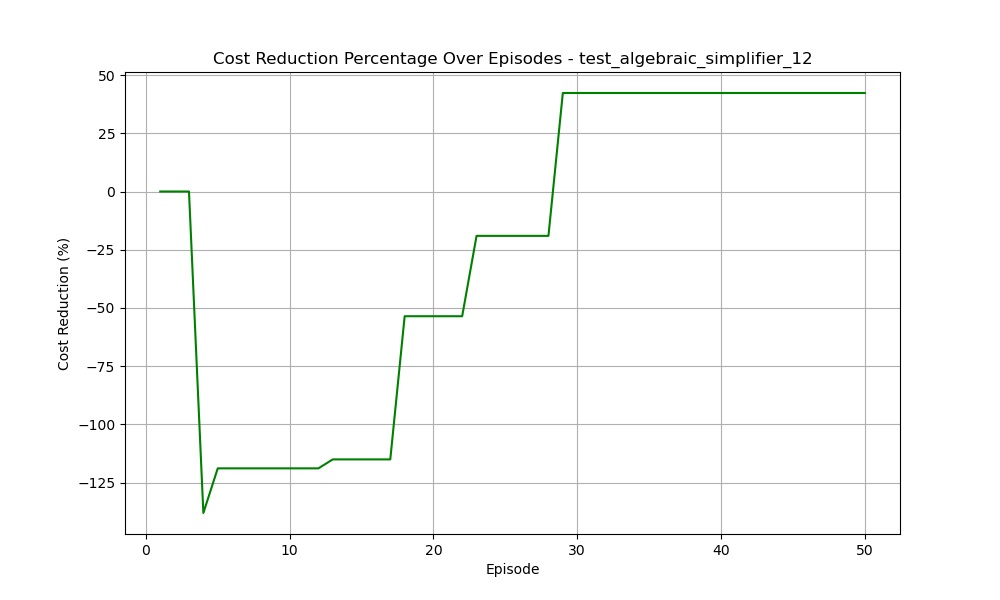 Cost Reduction Percentage Over Episodes - test_algebraic_simplifier_12
50
25
0
−25
−50
−75
−100
−125
Cost Reduction (%)
0 10 20 30 40 50
Episode